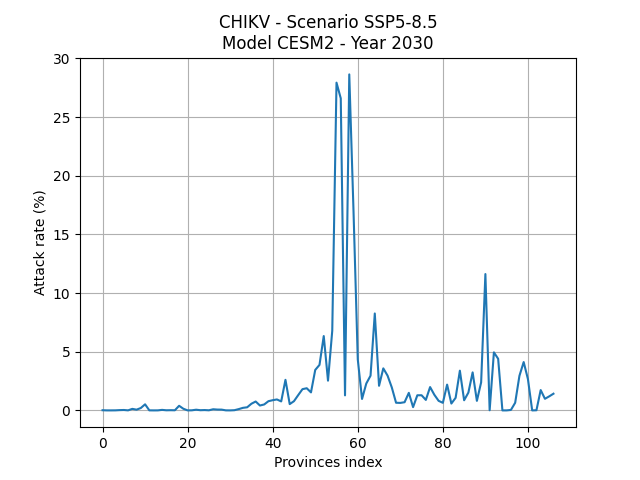 CHIKV - Scenario SSP5-8.5
Model CESM2 - Year 2030
30
25
20
15
10
5
0
Attack rate (%)
0 20 40 60 80 100
Provinces index